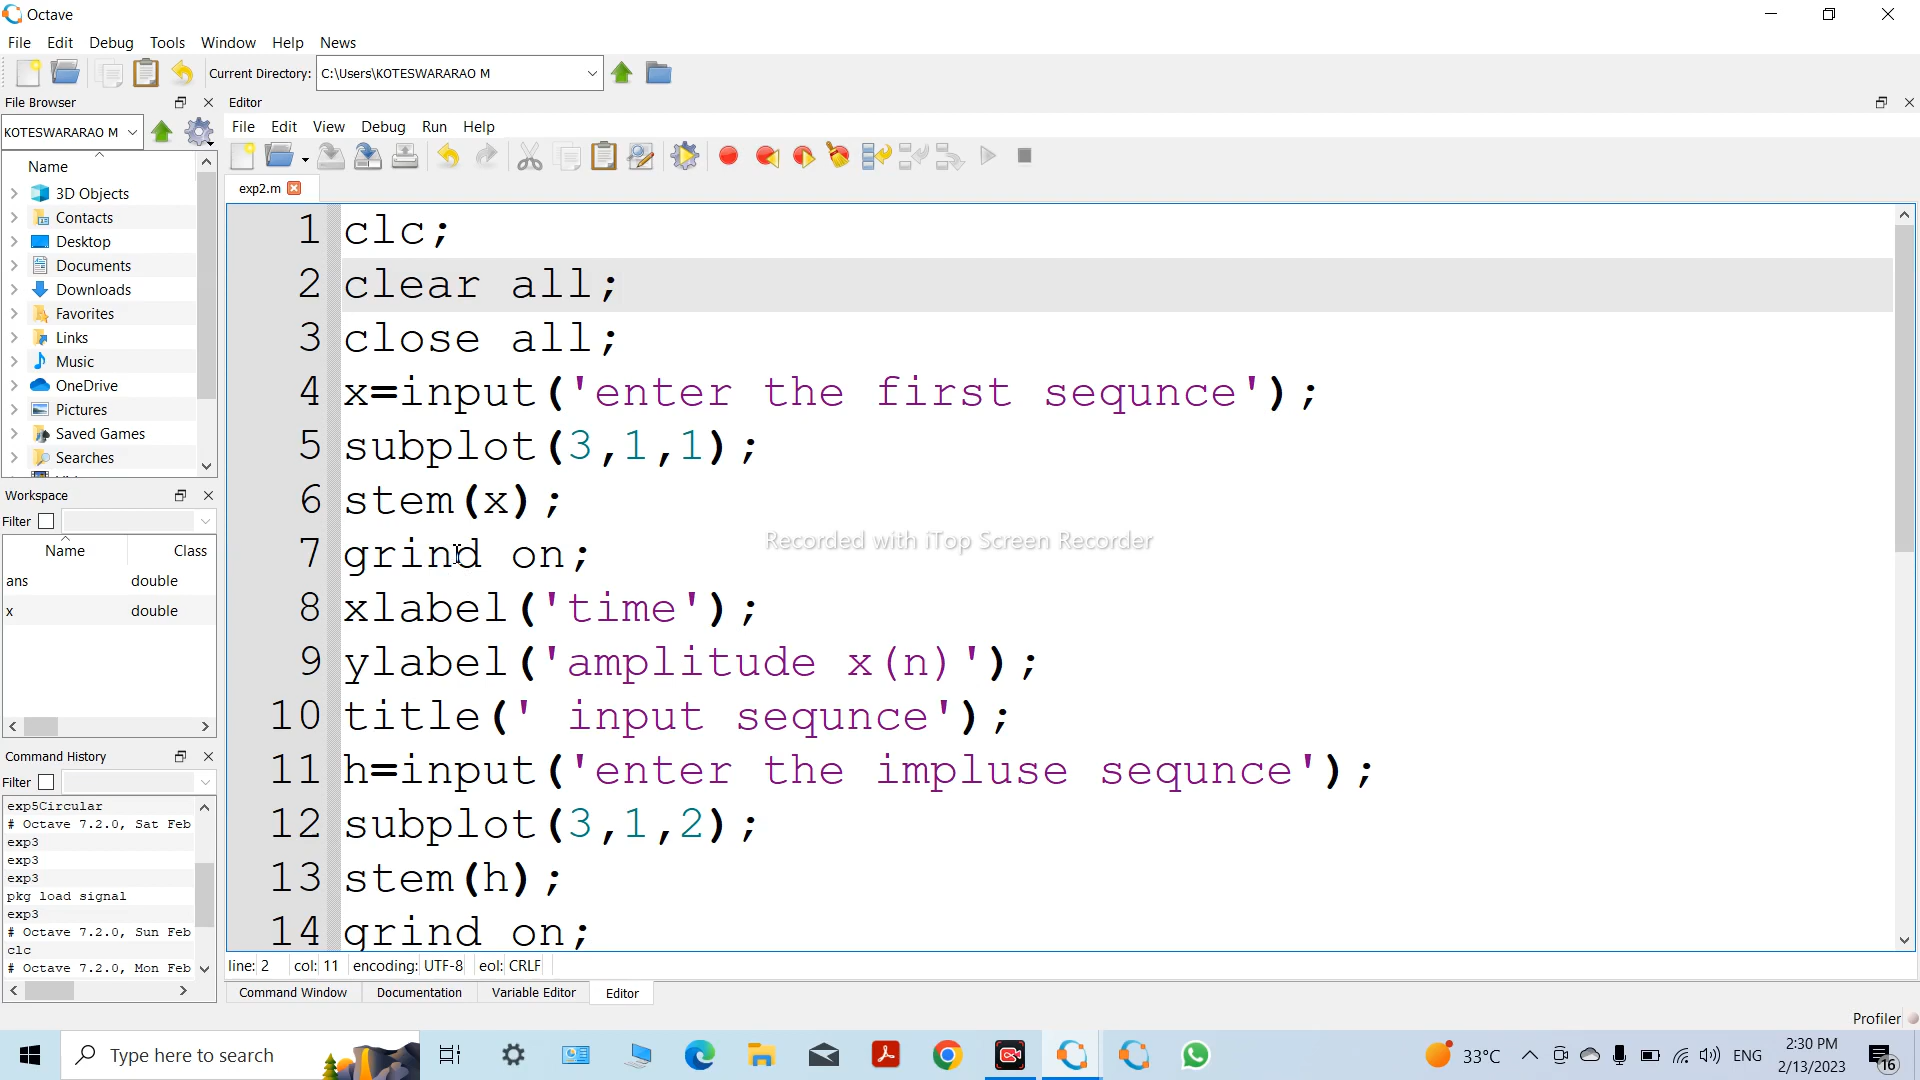 Octave
File Edit Debug Tools Window Help News
Current Directory: C:\Users\KOTESWARARAO M
File Browser
Editor
KOTESWARARAO M
File Edit View Debug Run Help
Name
exp2.m
3D Objects
Contacts
Desktop
Documents
Downloads
Favorites
Links
Music
OneDrive
Pictures
Saved Games
Searches
1 clc;
2 clear all;
3 close all;
4 x=input('enter the first sequnce');
5 subplot(3,1,1);
6 stem(x);
7 grind on;
8 xlabel('time');
9 ylabel('amplitude x(n)');
10 title(' input sequnce');
11 h=input('enter the impluse sequnce');
12 subplot(3,1,2);
13 stem(h);
14 grind on;
Recorded with iTop Screen Recorder
Workspace
Filter
Name Class
ans double
x double
Command History
Filter
exp5Circular
# Octave 7.2.0, Sat Feb
exp3
exp3
exp3
pkg load signal
exp3
# Octave 7.2.0, Sun Feb
clc
# Octave 7.2.0, Mon Feb
line: 2 col: 11 encoding: UTF-8 eol: CRLF
Command Window Documentation Variable Editor Editor
Profiler
Type here to search
33°C
ENG
2:30 PM
2/13/2023
16